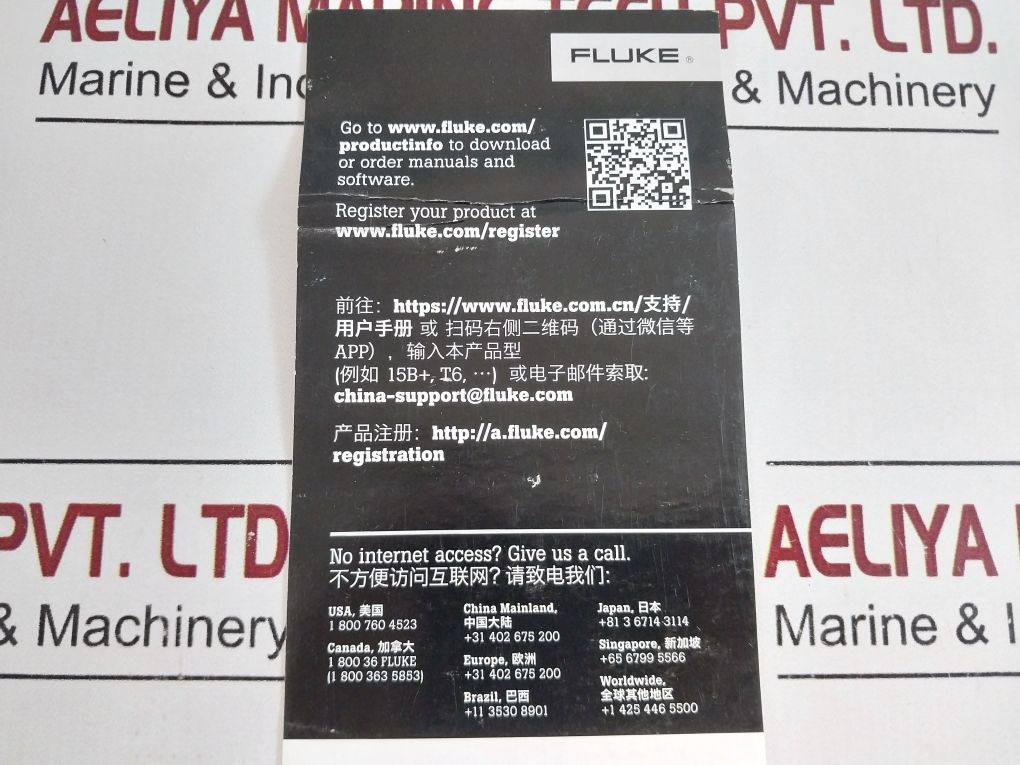 AELIYA MARINE TECH PVT. LTD.
Marine & Ind
& Machinery
FLUKE ®
Go to www.fluke.com/
productinfo to download
or order manuals and
software.
Register your product at
www.fluke.com/register
前往：https://www.fluke.com.cn/支持/
用户手册 或 扫码右侧二维码（通过微信等
APP），输入本产品型
(例如 15B+, T6, …) 或电子邮件索取:
china-support@fluke.com
产品注册：http://a.fluke.com/
registration
PVT. LTD
& Machinery
AELIYA
Marine & I
No internet access? Give us a call.
不方便访问互联网？请致电我们:
USA, 美国
1 800 760 4523
Canada, 加拿大
1 800 36 FLUKE
(1 800 363 5853)
China Mainland,
中国大陆
+31 402 675 200
Europe, 欧洲
+31 402 675 200
Brazil, 巴西
+11 3530 8901
Japan, 日本
+81 3 6714 3114
Singapore, 新加坡
+65 6799 5566
Worldwide,
全球其他地区
+1 425 446 5500